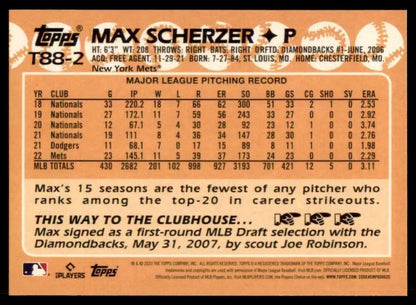 Topps
T88-2
MAX SCHERZER ✦ P
HT: 6'3" WT: 208 THROWS: RIGHT BATS: RIGHT DRFTD: DIAMONDBACKS #1-JUNE, 2006
ACQ: FREE AGENT, 11-29-21 BORN: 7-27-84, ST. LOUIS, MO. HOME: CHESTERFIELD, MO.
New York Mets
MAJOR LEAGUE PITCHING RECORD
YR CLUB G IP W L R ER SO BB GS CG SHO SV ERA
18 Nationals 33 220.2 18 7 66 62 300 51 33 2 1 0 2.53
19 Nationals 27 172.1 11 7 59 56 243 33 27 0 0 0 2.92
20 Nationals 12 67.1 5 4 30 28 92 23 12 0 0 0 3.74
21 Nationals 19 111 8 4 36 34 147 28 19 1 0 0 2.76
21 Dodgers 11 68.1 7 0 17 15 89 8 11 0 0 0 1.98
22 Mets 23 145.1 11 5 39 37 173 24 23 0 0 0 2.29
MLB TOTALS 430 2682 201 102 998 927 3193 701 421 12 5 0 3.11
Max's 15 seasons are the fewest of any pitcher who
ranks among the top-20 in career strikeouts.
THIS WAY TO THE CLUBHOUSE...
Max signed as a first-round MLB Draft selection with the
Diamondbacks, May 31, 2007, by scout Joe Robinson.
MLB PLAYERS Topps